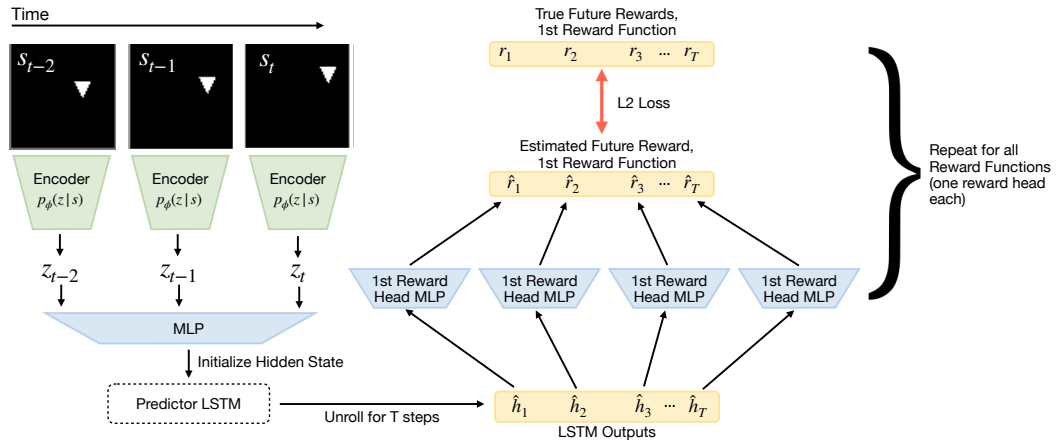 Time
s_{t−2}
s_{t−1}
s_t
Encoder
p_ϕ(z|s)
Encoder
p_ϕ(z|s)
Encoder
p_ϕ(z|s)
z_{t−2}
z_{t−1}
z_t
MLP
Initialize Hidden State
Predictor LSTM
Unroll for T steps
True Future Rewards,
1st Reward Function
r_1 r_2 r_3 ... r_T
L2 Loss
Estimated Future Reward,
1st Reward Function
r̂_1 r̂_2 r̂_3 ... r̂_T
1st Reward
Head MLP
1st Reward
Head MLP
1st Reward
Head MLP
1st Reward
Head MLP
ĥ_1 ĥ_2 ĥ_3 ... ĥ_T
LSTM Outputs
Repeat for all
Reward Functions
(one reward head
each)